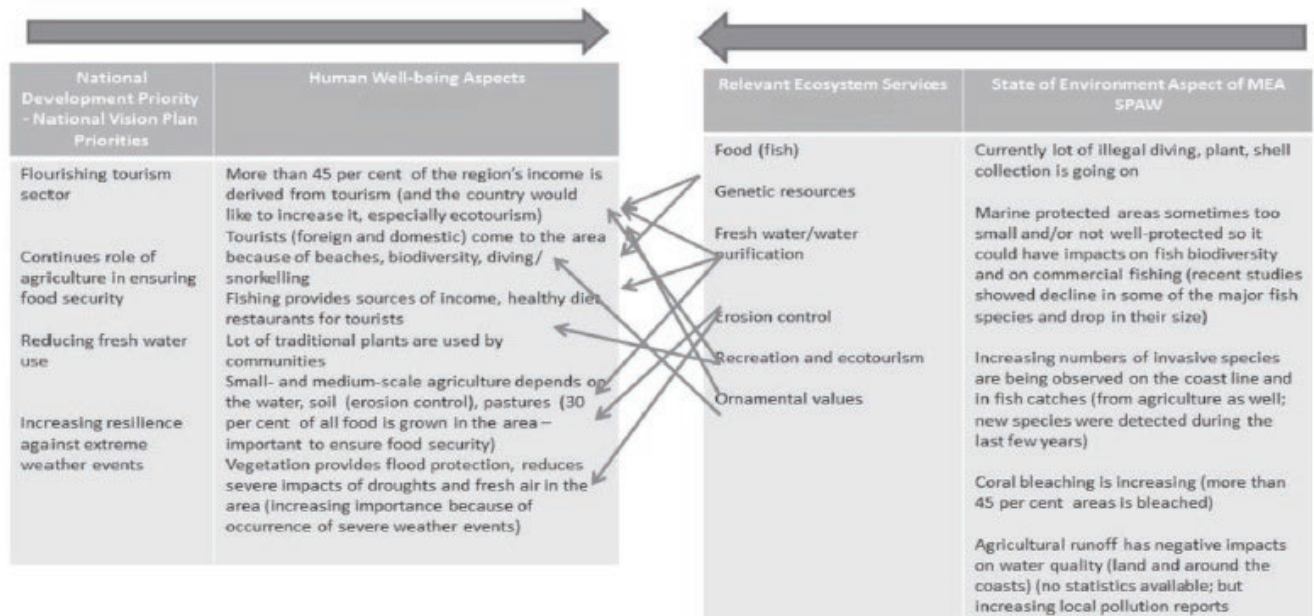 National
Development Priority
- National Vision Plan
Priorities
Human Well-being Aspects
Flourishing tourism
sector
Continues role of
agriculture in ensuring
food security
Reducing fresh water
use
Increasing resilience
against extreme
weather events
More than 45 per cent of the region's income is
derived from tourism (and the country would
like to increase it, especially ecotourism)
Tourists (foreign and domestic) come to the area
because of beaches, biodiversity, diving/
snorkelling
Fishing provides sources of income, healthy diet
restaurants for tourists
Lot of traditional plants are used by
communities
Small- and medium-scale agriculture depends on
the water, soil (erosion control), pastures (30
per cent of all food is grown in the area –
important to ensure food security)
Vegetation provides flood protection, reduces
severe impacts of droughts and fresh air in the
area (increasing importance because of
occurrence of severe weather events)
Relevant Ecosystem Services
State of Environment Aspect of MEA
SPAW
Food (fish)
Genetic resources
Fresh water/water
purification
Erosion control
Recreation and ecotourism
Ornamental values
Currently lot of illegal diving, plant, shell
collection is going on
Marine protected areas sometimes too
small and/or not well-protected so it
could have impacts on fish biodiversity
and on commercial fishing (recent studies
showed decline in some of the major fish
species and drop in their size)
Increasing numbers of invasive species
are being observed on the coast line and
in fish catches (from agriculture as well;
new species were detected during the
last few years)
Coral bleaching is increasing (more than
45 per cent areas is bleached)
Agricultural runoff has negative impacts
on water quality (land and around the
coasts) (no statistics available; but
increasing local pollution reports